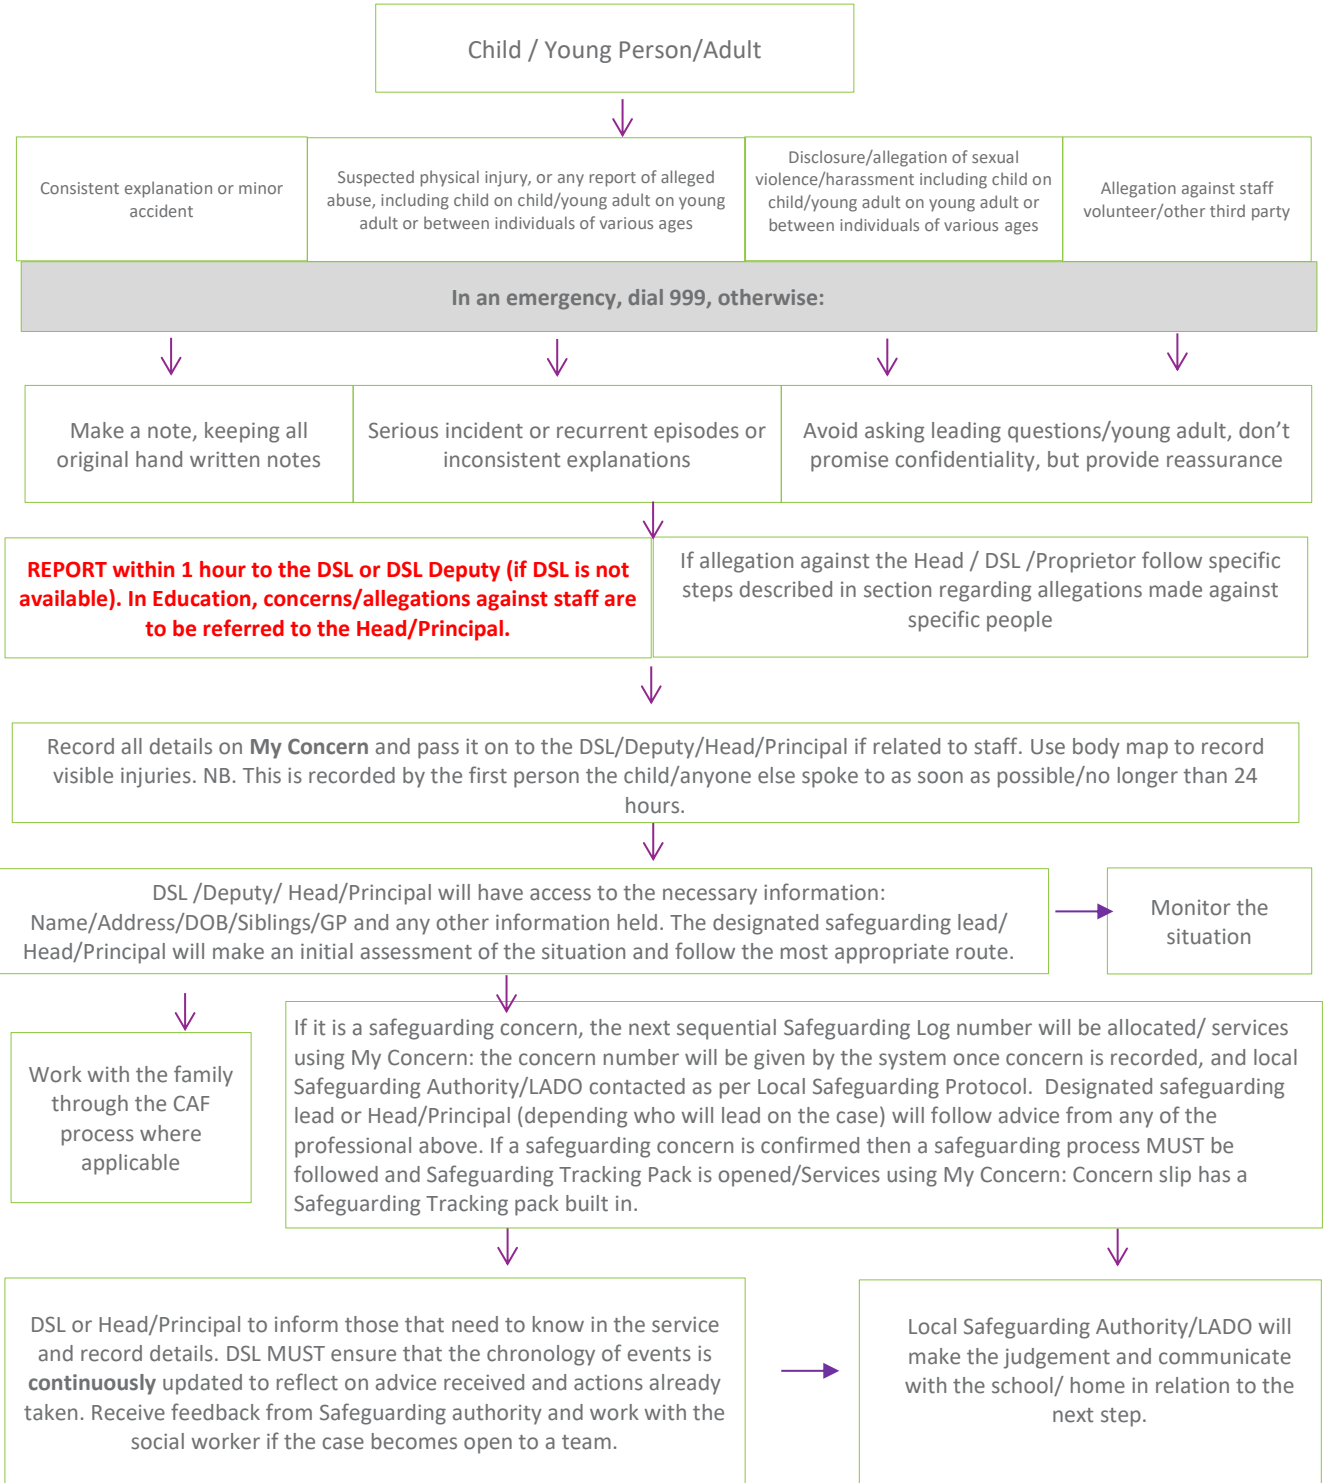 Child / Young Person/Adult
Consistent explanation or minor
accident
Suspected physical injury, or any report of alleged
abuse, including child on child/young adult on young
adult or between individuals of various ages
Disclosure/allegation of sexual
violence/harassment including child on
child/young adult on young adult or
between individuals of various ages
Allegation against staff
volunteer/other third party
In an emergency, dial 999, otherwise:
Make a note, keeping all
original hand written notes
Serious incident or recurrent episodes or
inconsistent explanations
Avoid asking leading questions/young adult, don’t
promise confidentiality, but provide reassurance
REPORT within 1 hour to the DSL or DSL Deputy (if DSL is not
available). In Education, concerns/allegations against staff are
to be referred to the Head/Principal.
If allegation against the Head / DSL /Proprietor follow specific
steps described in section regarding allegations made against
specific people
Record all details on My Concern and pass it on to the DSL/Deputy/Head/Principal if related to staff. Use body map to record
visible injuries. NB. This is recorded by the first person the child/anyone else spoke to as soon as possible/no longer than 24
hours.
DSL /Deputy/ Head/Principal will have access to the necessary information:
Name/Address/DOB/Siblings/GP and any other information held. The designated safeguarding lead/
Head/Principal will make an initial assessment of the situation and follow the most appropriate route.
Monitor the
situation
Work with the family
through the CAF
process where
applicable
If it is a safeguarding concern, the next sequential Safeguarding Log number will be allocated/ services
using My Concern: the concern number will be given by the system once concern is recorded, and local
Safeguarding Authority/LADO contacted as per Local Safeguarding Protocol. Designated safeguarding
lead or Head/Principal (depending who will lead on the case) will follow advice from any of the
professional above. If a safeguarding concern is confirmed then a safeguarding process MUST be
followed and Safeguarding Tracking Pack is opened/Services using My Concern: Concern slip has a
Safeguarding Tracking pack built in.
DSL or Head/Principal to inform those that need to know in the service
and record details. DSL MUST ensure that the chronology of events is
continuously updated to reflect on advice received and actions already
taken. Receive feedback from Safeguarding authority and work with the
social worker if the case becomes open to a team.
Local Safeguarding Authority/LADO will
make the judgement and communicate
with the school/ home in relation to the
next step.